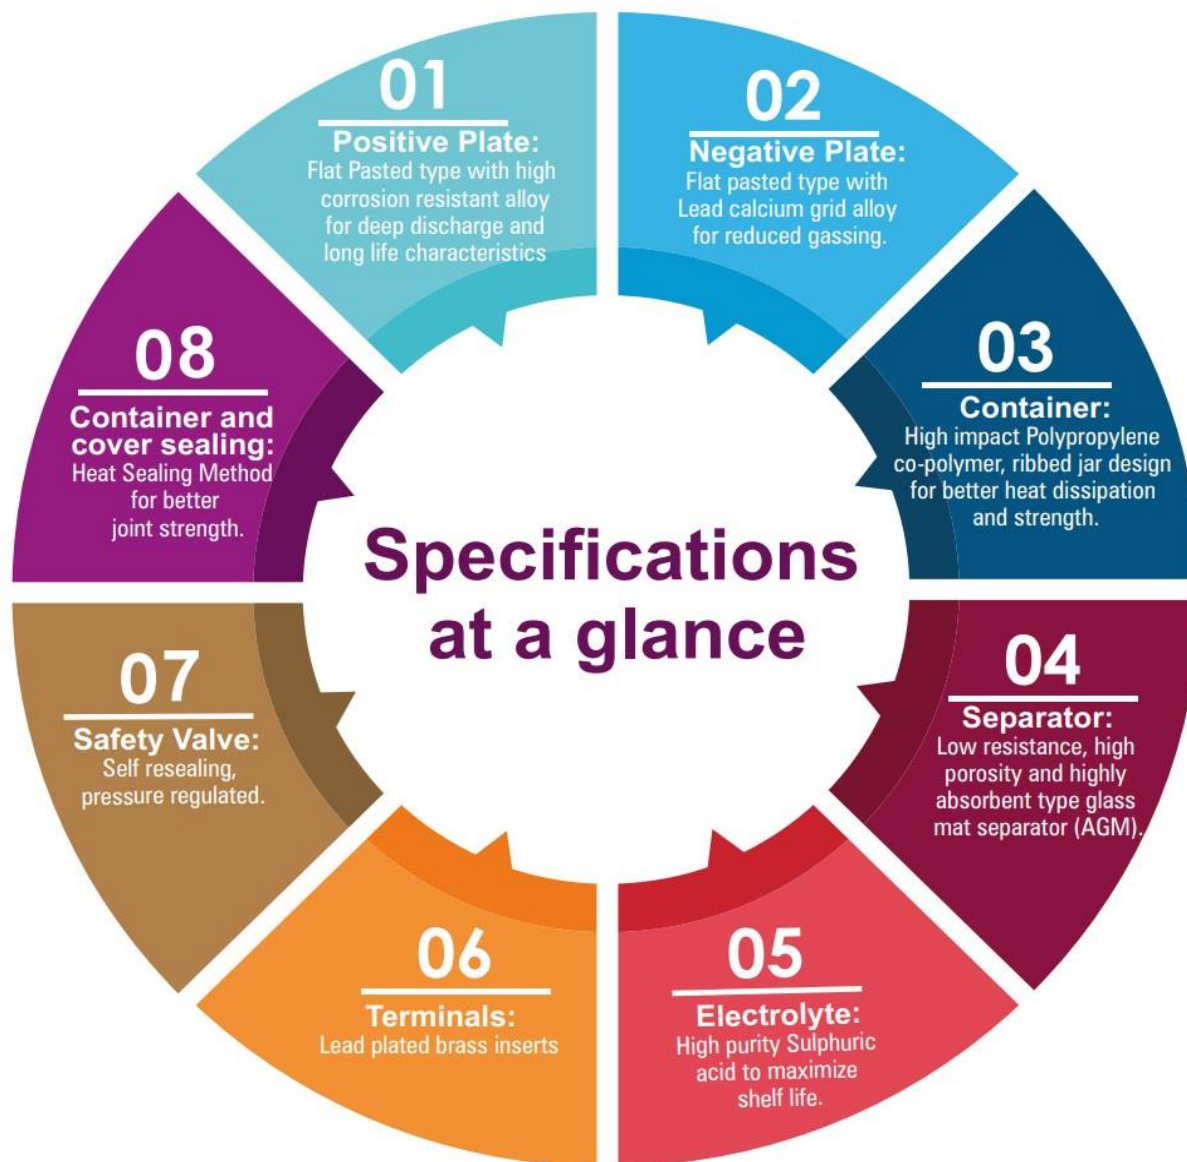 01
Positive Plate:
Flat Pasted type with high
corrosion resistant alloy
for deep discharge and
long life characteristics
02
Negative Plate:
Flat pasted type with
Lead calcium grid alloy
for reduced gassing.
03
Container:
High impact Polypropylene
co-polymer, ribbed jar design
for better heat dissipation
and strength.
04
Separator:
Low resistance, high
porosity and highly
absorbent type glass
mat separator (AGM).
05
Electrolyte:
High purity Sulphuric
acid to maximize
shelf life.
06
Terminals:
Lead plated brass inserts
07
Safety Valve:
Self resealing,
pressure regulated.
08
Container and
cover sealing:
Heat Sealing Method
for better
joint strength.
Specifications
at a glance